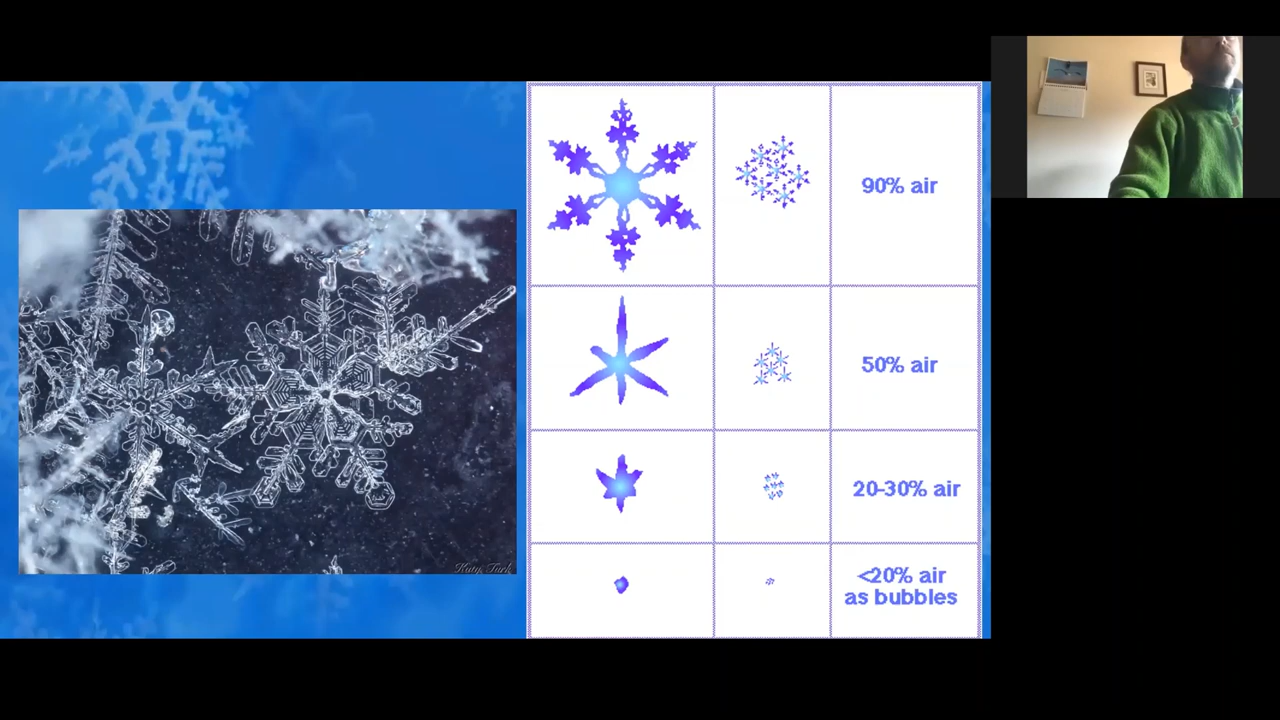 90% air
50% air
20-30% air
<20% air
as bubbles